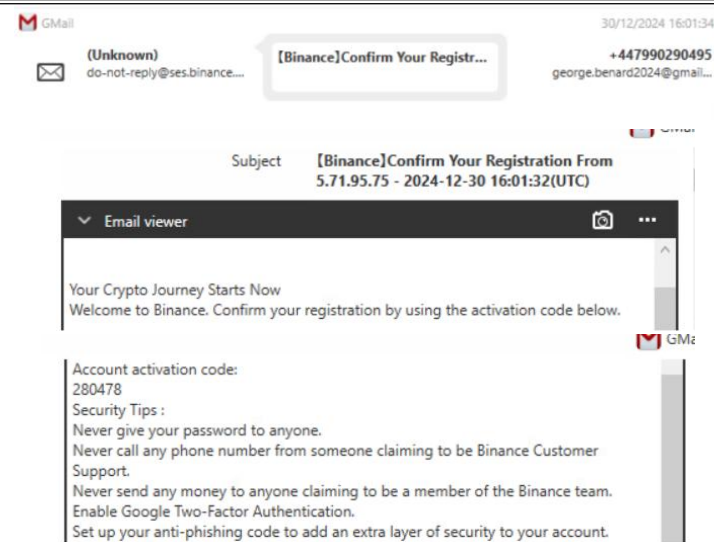 GMail
30/12/2024 16:01:34
(Unknown)
do-not-reply@ses.binance....
【Binance】Confirm Your Registr...
+447990290495
george.benard2024@gmail...
Subject 【Binance】Confirm Your Registration From
5.71.95.75 - 2024-12-30 16:01:32(UTC)
Email viewer
Your Crypto Journey Starts Now
Welcome to Binance. Confirm your registration by using the activation code below.
GMa
Account activation code:
280478
Security Tips :
Never give your password to anyone.
Never call any phone number from someone claiming to be Binance Customer
Support.
Never send any money to anyone claiming to be a member of the Binance team.
Enable Google Two-Factor Authentication.
Set up your anti-phishing code to add an extra layer of security to your account.